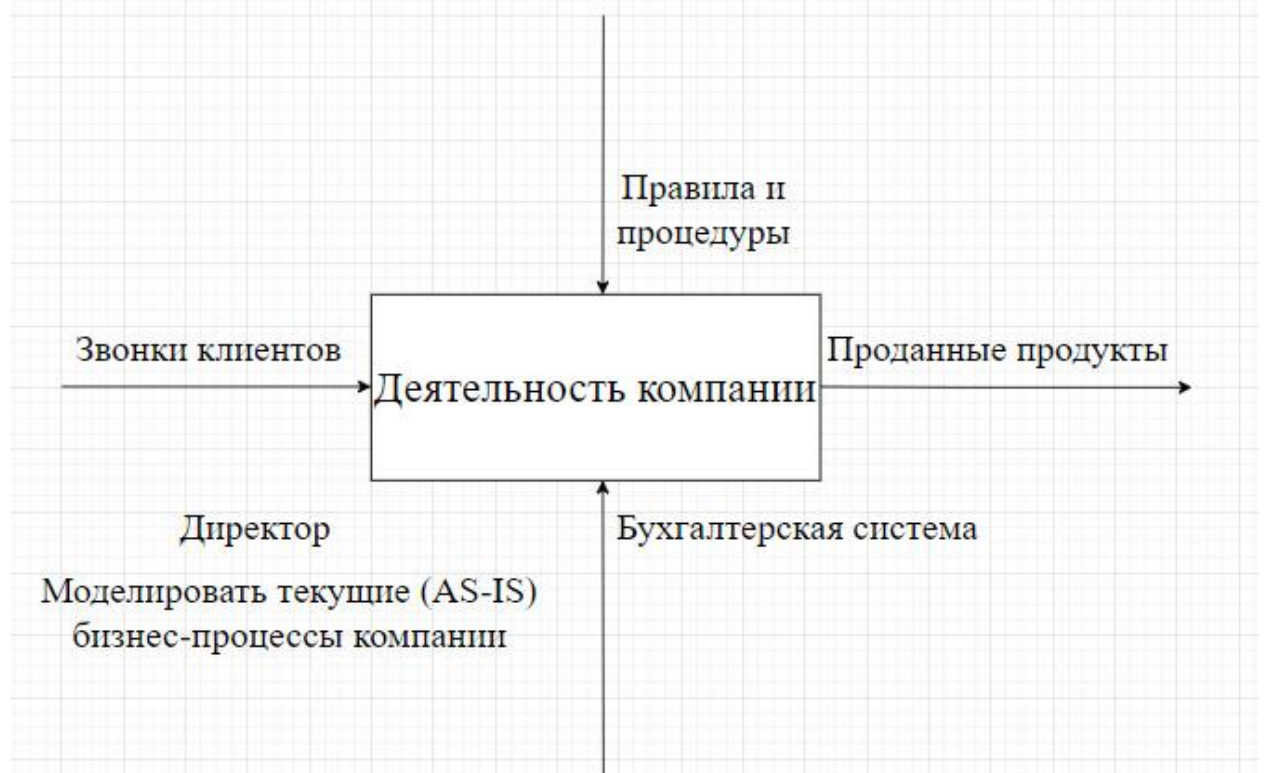 Правила и
процедуры
Звонки клиентов
Проданные продукты
Деятельность компании
Директор
Бухгалтерская система
Моделировать текущие (AS-IS)
бизнес-процессы компании